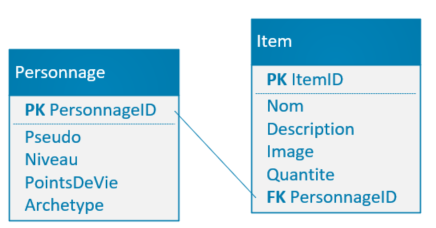 Personnage
PK PersonnageID
Pseudo
Niveau
PointsDeVie
Archetype
Item
PK ItemID
Nom
Description
Image
Quantite
FK PersonnageID